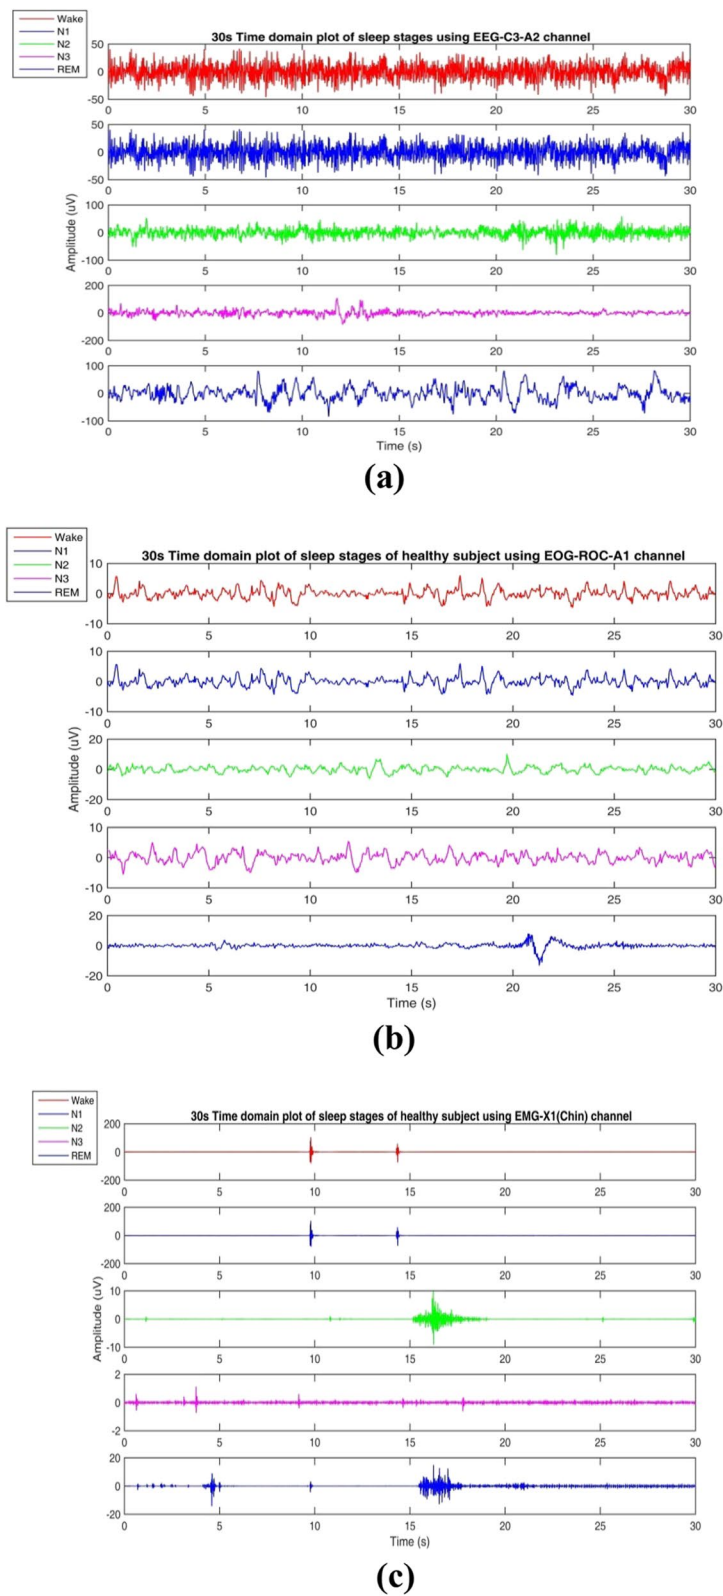 Wake
N1
N2
N3
REM
30s Time domain plot of sleep stages using EEG-C3-A2 channel
50
0
-50
0 5 10 15 20 25 30
50
0
-50
0 5 10 15 20 25 30
Amplitude (uV)
100
0
-100
0 5 10 15 20 25 30
200
0
-200
0 5 10 15 20 25 30
100
0
-100
0 5 10 15 20 25 30
Time (s)
(a)
Wake
N1
N2
N3
REM
30s Time domain plot of sleep stages of healthy subject using EOG-ROC-A1 channel
10
0
-10
0 5 10 15 20 25 30
10
0
-10
0 5 10 15 20 25 30
Amplitude (uV)
20
0
-20
0 5 10 15 20 25 30
10
0
-10
0 5 10 15 20 25 30
20
0
-20
0 5 10 15 20 25 30
Time (s)
(b)
Wake
N1
N2
N3
REM
30s Time domain plot of sleep stages of healthy subject using EMG-X1(Chin) channel
200
0
-200
0 5 10 15 20 25 30
200
0
-200
0 5 10 15 20 25 30
Amplitude (uV)
10
0
-10
0 5 10 15 20 25 30
2
0
-2
0 5 10 15 20 25 30
20
0
-20
0 5 10 15 20 25 30
Time (s)
(c)